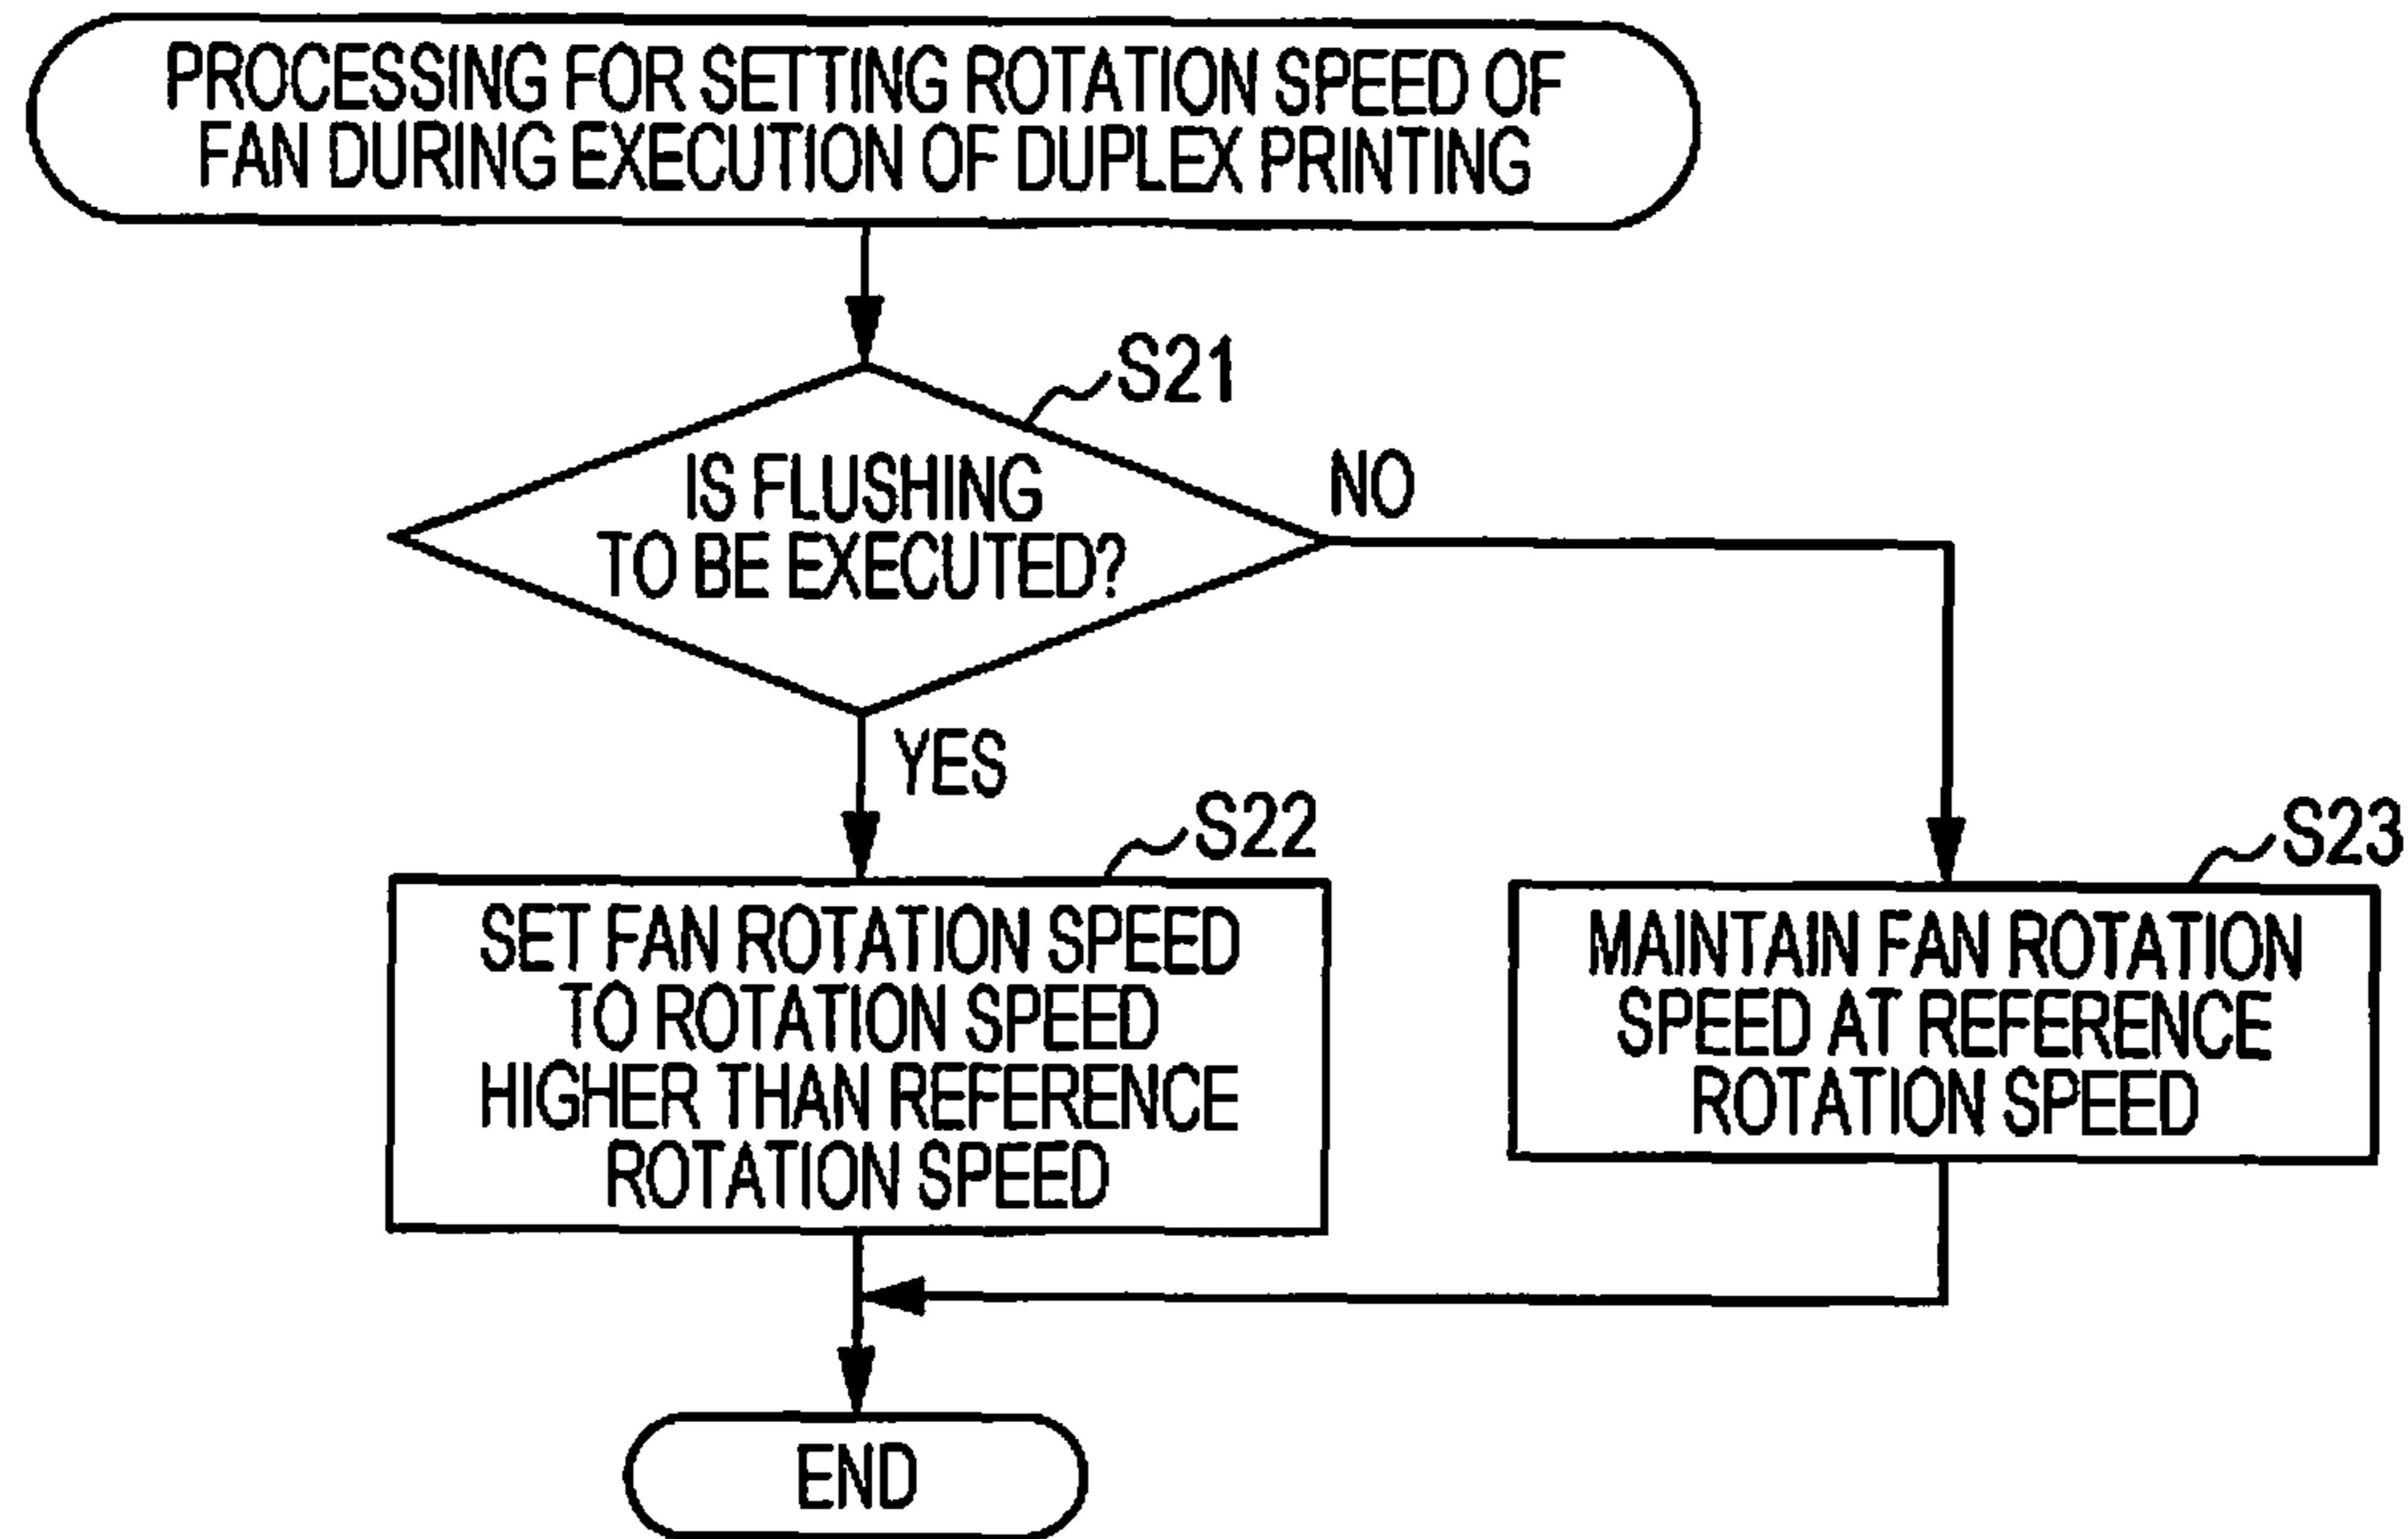 PROCESSING FOR SETTING ROTATION SPEED OF
FAN DURING EXECUTION OF DUPLEX PRINTING
S21
IS FLUSHING
TO BE EXECUTED?
NO
YES
S22
SET FAN ROTATION SPEED
TO ROTATION SPEED
HIGHER THAN REFERENCE
ROTATION SPEED
S23
MAINTAIN FAN ROTATION
SPEED AT REFERENCE
ROTATION SPEED
END